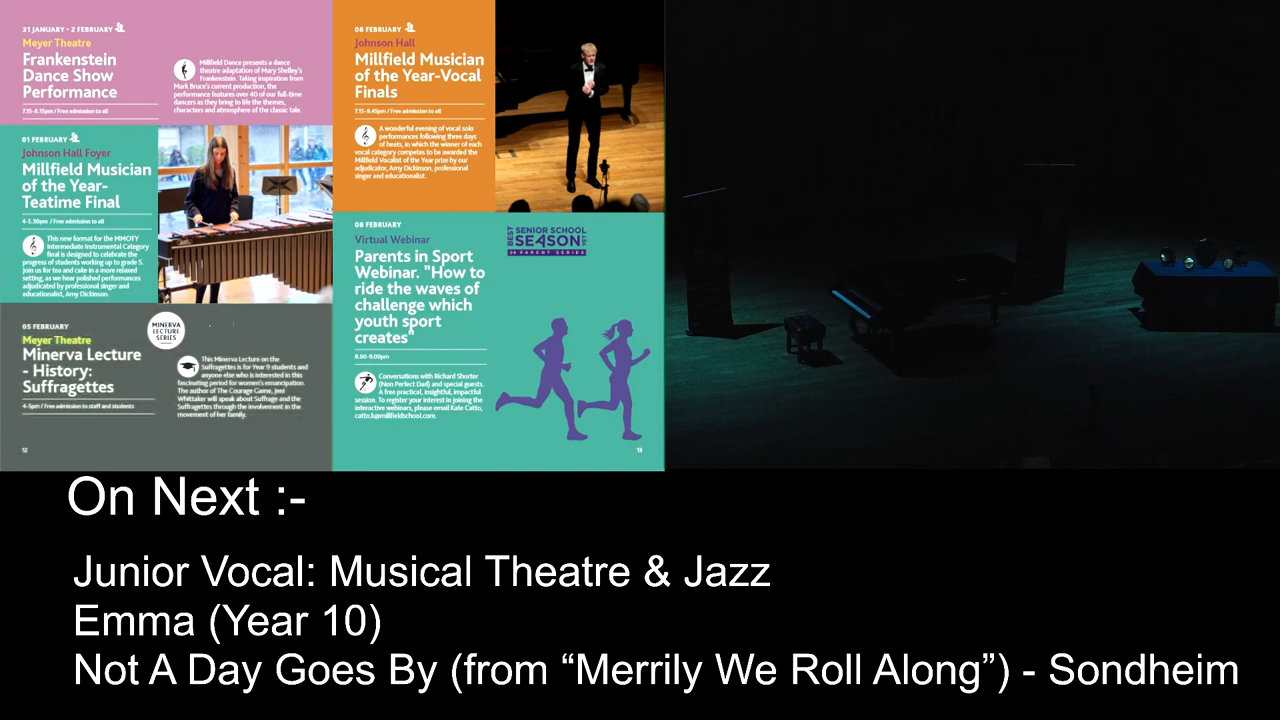 31 JANUARY - 2 FEBRUARY
Meyer Theatre
Frankenstein
Dance Show
Performance
7.15-8.15pm / Free admission to all
Millfield Dance presents a dance
theatre adaptation of Mary Shelley's
Frankenstein. Taking inspiration from
Mark Bruce's current production, the
performance features over 40 of our full-time
dancers as they bring to life the themes,
characters and atmosphere of the classic tale.
01 FEBRUARY
Johnson Hall Foyer
Millfield Musician
of the Year-
Teatime Final
4-5.30pm / Free admission to all
This new format for the MMOTY
Intermediate Instrumental Category
final is designed to celebrate the
progress of students working up to grade 5.
Join us for tea and cake in a more relaxed
setting, as we hear polished performances
adjudicated by professional singer and
educationalist, Amy Dickinson.
05 FEBRUARY
Meyer Theatre
Minerva Lecture
- History:
Suffragettes
4-5pm / Free admission to staff and students
MINERVA
LECTURE
SERIES
This Minerva Lecture on the
Suffragettes is for Year 9 students and
anyone else who is interested in this
fascinating period for women's emancipation.
The author of The Courage Game, Jeni
Whittaker will speak about Suffrage and the
Suffragettes through the involvement in the
movement of her family.
12
08 FEBRUARY
Johnson Hall
Millfield Musician
of the Year-Vocal
Finals
7.15-9.45pm / Free admission to all
A wonderful evening of vocal solo
performances following three days
of heats, in which the winner of each
vocal category competes to be awarded the
Millfield Vocalist of the Year prize by our
adjudicator, Amy Dickinson, professional
singer and educationalist.
08 FEBRUARY
Virtual Webinar
Parents in Sport
Webinar. "How to
ride the waves of
challenge which
youth sport
creates"
8.00-9.00pm
Conversations with Richard Shorter
(Non Perfect Dad) and special guests.
A free practical, insightful, impactful
session. To register your interest in joining the
interactive webinars, please email Kate Catto,
catto.k@millfieldschool.com.
BEST SENIOR SCHOOL
SE4SON YET
24 PARENT SERIES
13
On Next :-
Junior Vocal: Musical Theatre & Jazz
Emma (Year 10)
Not A Day Goes By (from “Merrily We Roll Along”) - Sondheim